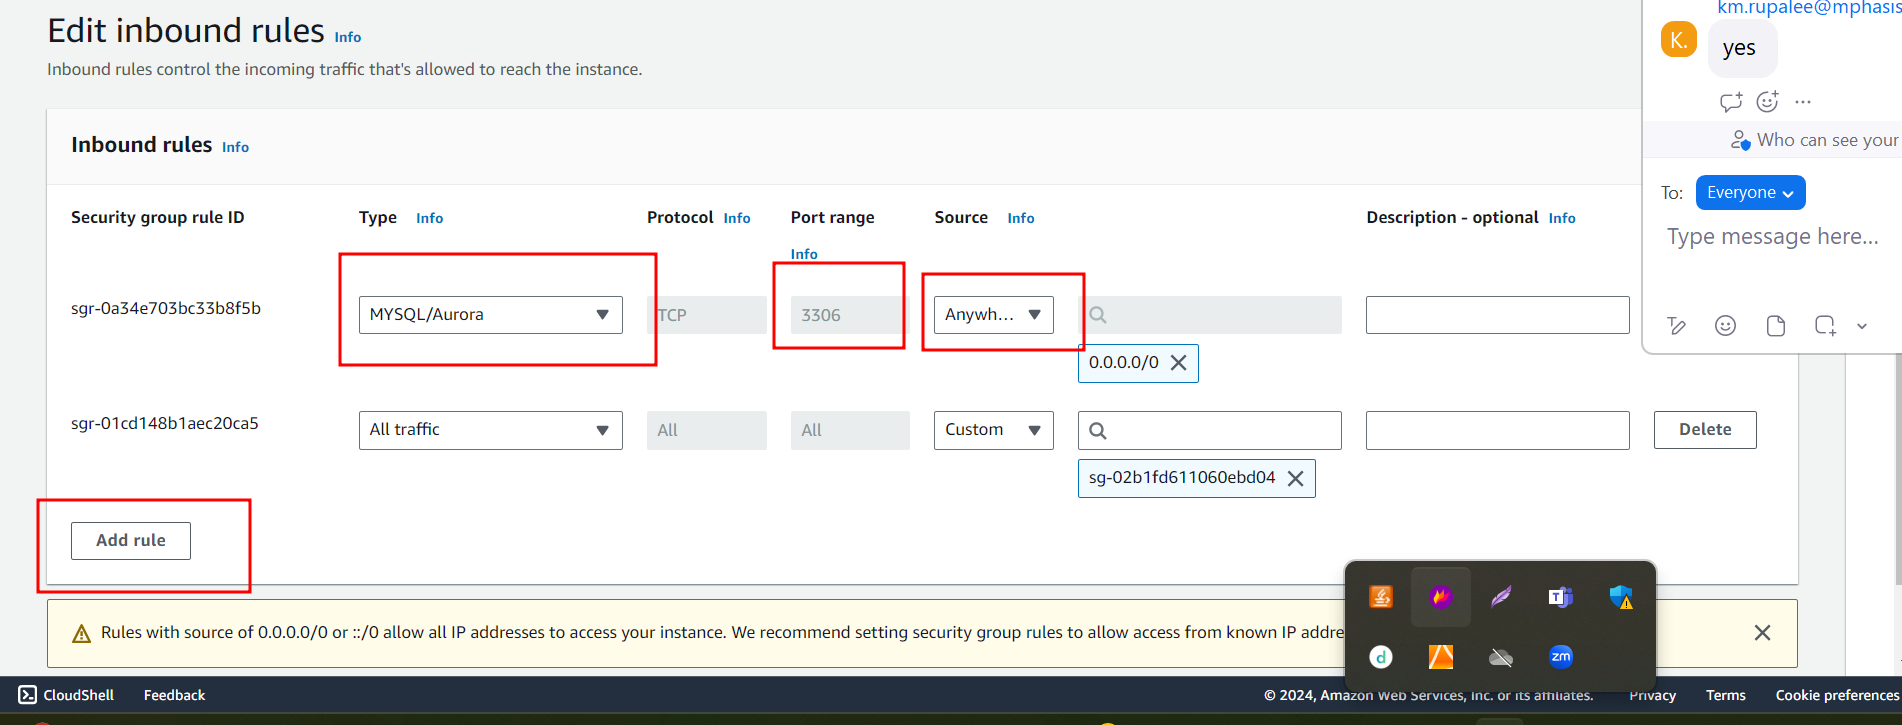 Edit inbound rules Info
Inbound rules control the incoming traffic that's allowed to reach the instance.
Inbound rules Info
Security group rule ID
Type Info
Protocol Info
Port range
Info
Source Info
Description - optional Info
sgr-0a34e703bc33b8f5b
MYSQL/Aurora
TCP
3306
Anywh...
0.0.0.0/0
sgr-01cd148b1aec20ca5
All traffic
All
All
Custom
Delete
sg-02b1fd611060ebd04
Add rule
Rules with source of 0.0.0.0/0 or ::/0 allow all IP addresses to access your instance. We recommend setting security group rules to allow access from known IP addre
CloudShell
Feedback
© 2024, Amazon Web Services, Inc. or its affiliates.
Privacy
Terms
Cookie preferences
km.rupalee@mphasis
K.
yes
Who can see your
To: Everyone
Type message here...
T
d
zm